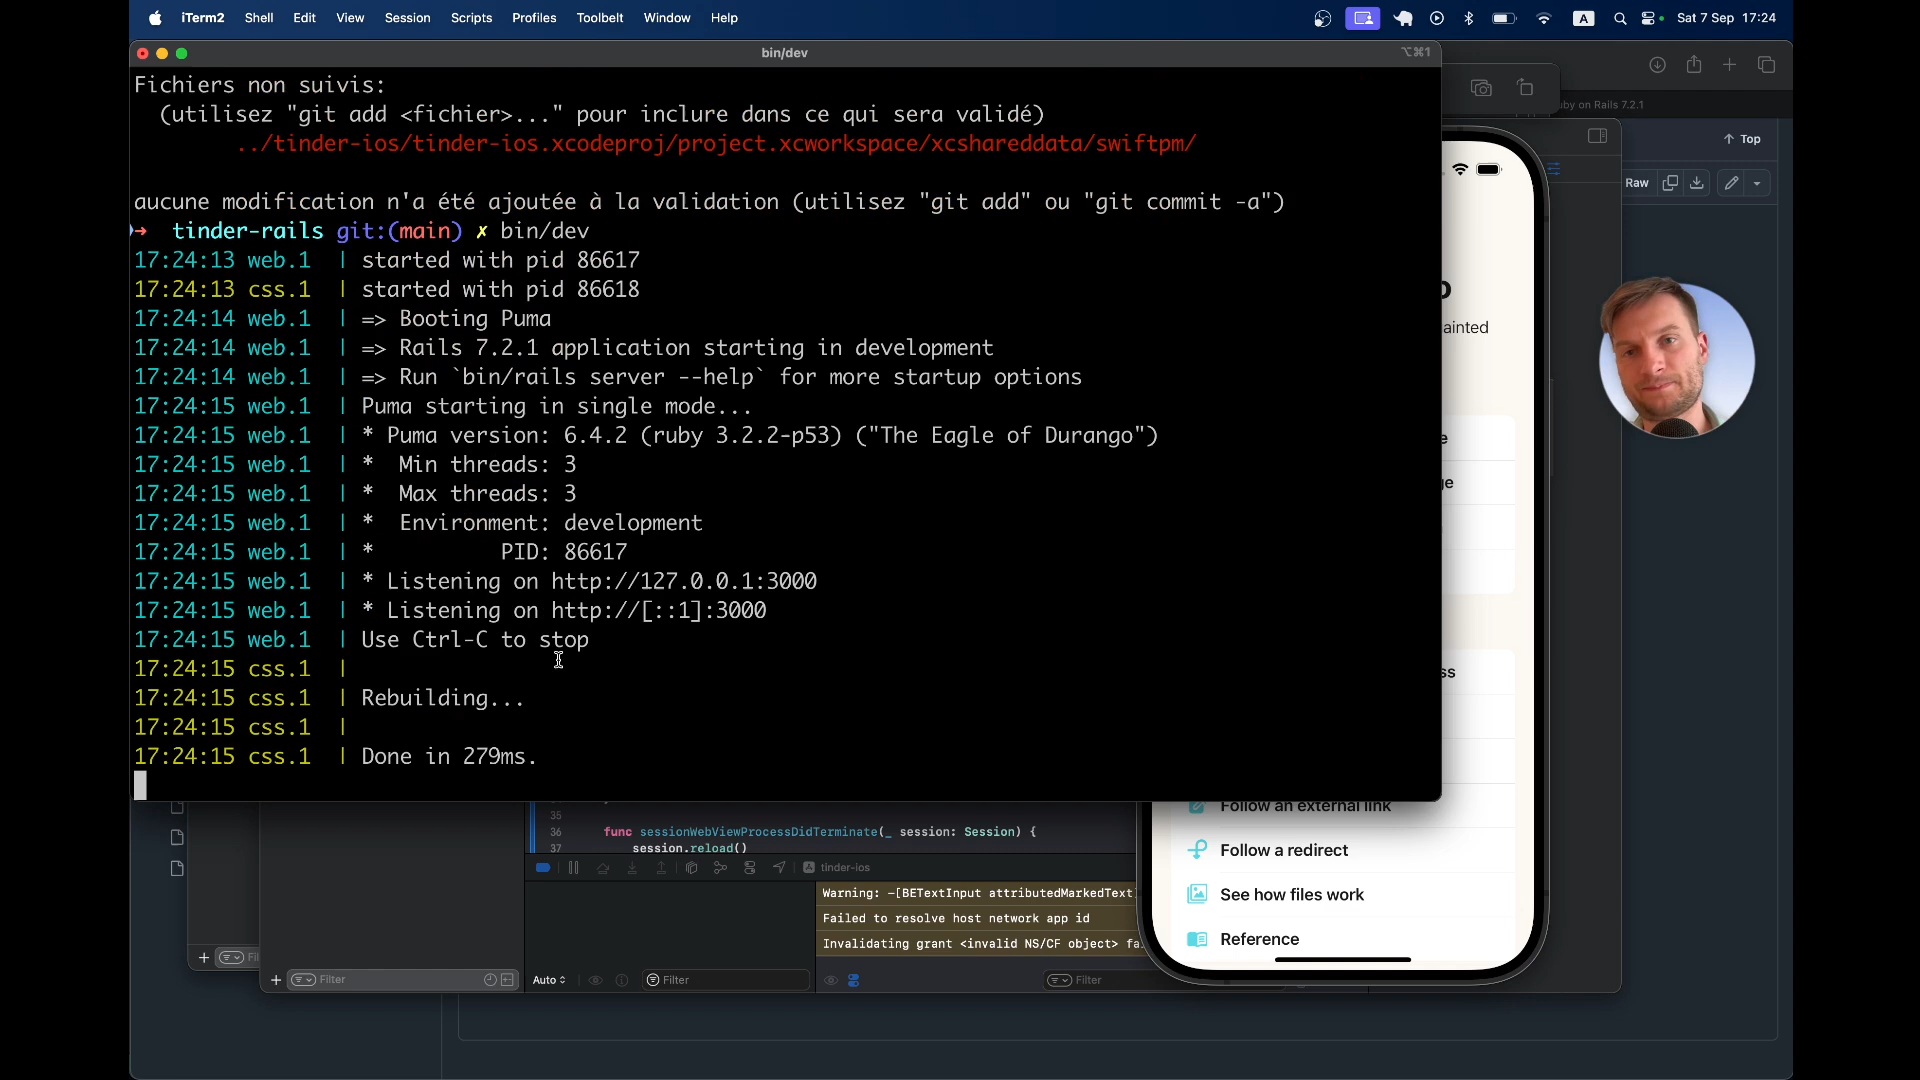 iTerm2 Shell Edit View Session Scripts Profiles Toolbelt Window Help
A
Sat 7 Sep 17:24
bin/dev
⌥⌘1
Fichiers non suivis:
(utilisez "git add <fichier>..." pour inclure dans ce qui sera validé)
../tinder-ios/tinder-ios.xcodeproj/project.xcworkspace/xcshareddata/swiftpm/
aucune modification n'a été ajoutée à la validation (utilisez "git add" ou "git commit -a")
➜ tinder-rails git:(main) ✗ bin/dev
17:24:13 web.1 | started with pid 86617
17:24:13 css.1 | started with pid 86618
17:24:14 web.1 | => Booting Puma
17:24:14 web.1 | => Rails 7.2.1 application starting in development
17:24:14 web.1 | => Run `bin/rails server --help` for more startup options
17:24:15 web.1 | Puma starting in single mode...
17:24:15 web.1 | * Puma version: 6.4.2 (ruby 3.2.2-p53) ("The Eagle of Durango")
17:24:15 web.1 | * Min threads: 3
17:24:15 web.1 | * Max threads: 3
17:24:15 web.1 | * Environment: development
17:24:15 web.1 | * PID: 86617
17:24:15 web.1 | * Listening on http://127.0.0.1:3000
17:24:15 web.1 | * Listening on http://[::1]:3000
17:24:15 web.1 | Use Ctrl-C to stop
17:24:15 css.1 |
17:24:15 css.1 | Rebuilding...
17:24:15 css.1 |
17:24:15 css.1 | Done in 279ms.
on Rails 7.2.1
Top
Raw
ainted
35
36 func sessionWebViewProcessDidTerminate(_ session: Session) {
37 session.reload()
tinder-ios
Warning: -[BETextInput attributedMarkedText]
Failed to resolve host network app id
Invalidating grant <invalid NS/CF object> fa
Filter
Auto
Filter
Filter
Follow an external link
Follow a redirect
See how files work
Reference